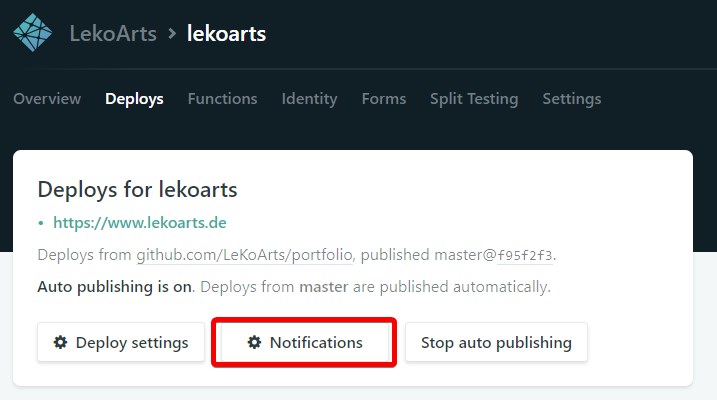 LekoArts > lekoarts
Overview Deploys Functions Identity Forms Split Testing Settings
Deploys for lekoarts
• https://www.lekoarts.de
Deploys from github.com/LeKoArts/portfolio, published master@f95f2f3.
Auto publishing is on. Deploys from master are published automatically.
Deploy settings Notifications Stop auto publishing